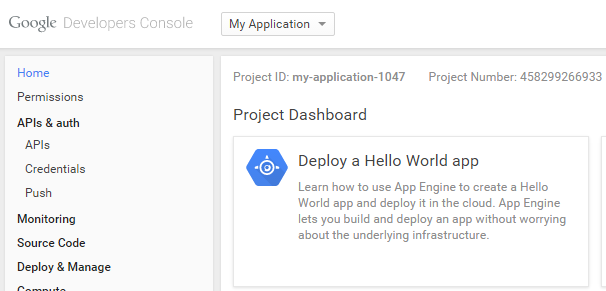 Google Developers Console
My Application
Home
Permissions
APIs & auth
APIs
Credentials
Push
Monitoring
Source Code
Deploy & Manage
Compute
Project ID: my-application-1047 Project Number: 458299266933
Project Dashboard
Deploy a Hello World app
Learn how to use App Engine to create a Hello
World app and deploy it in the cloud. App Engine
lets you build and deploy an app without worrying
about the underlying infrastructure.